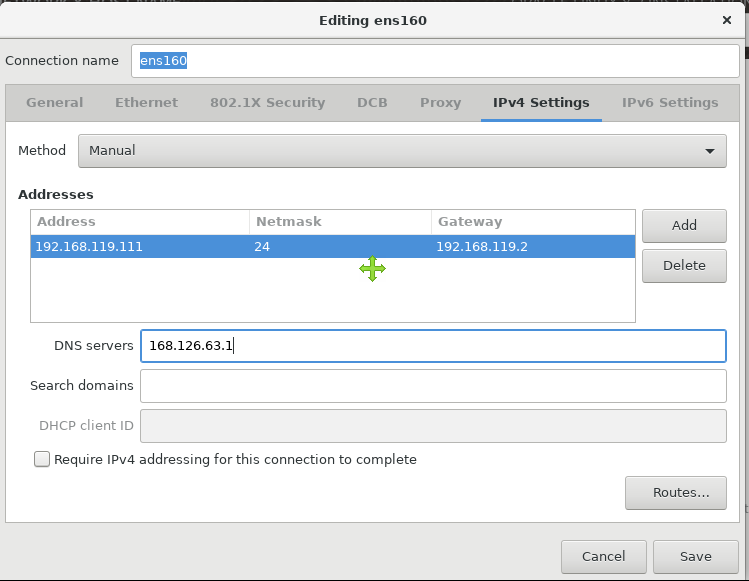 Editing ens160
Connection name ens160
General Ethernet 802.1X Security DCB Proxy IPv4 Settings IPv6 Settings
Method Manual
Addresses
Address Netmask Gateway
192.168.119.111 24 192.168.119.2
Add
Delete
DNS servers 168.126.63.1
Search domains
DHCP client ID
Require IPv4 addressing for this connection to complete
Routes...
Cancel Save